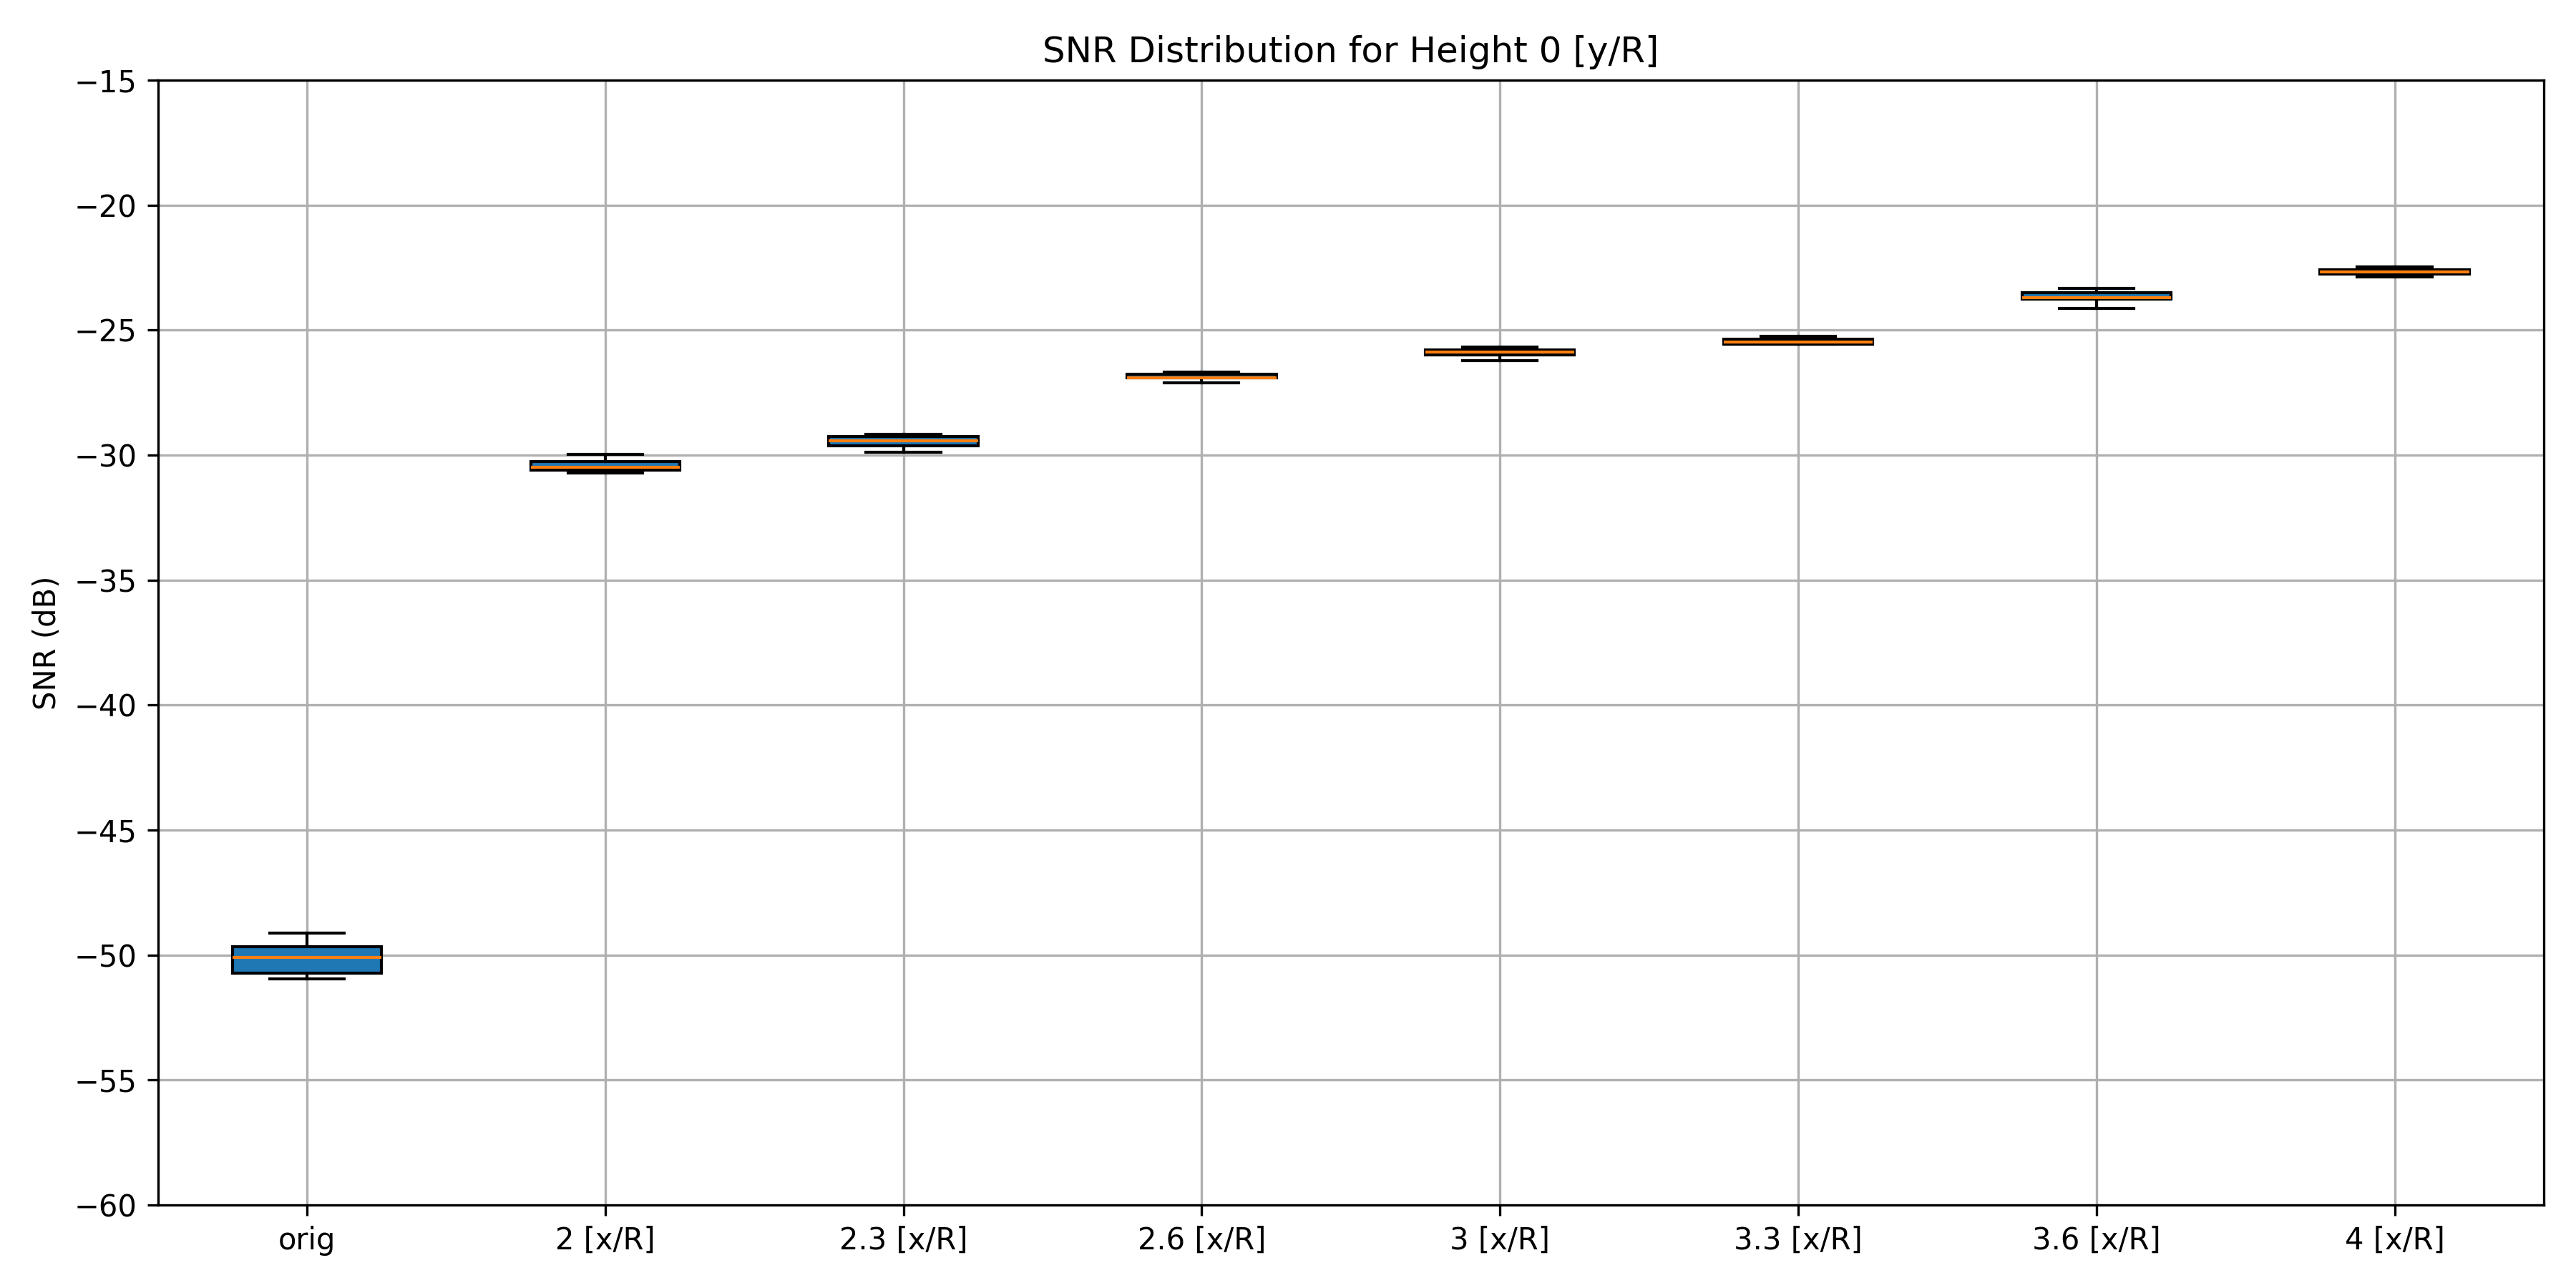 SNR Distribution for Height 0 [y/R]
−15
−20
−25
−30
−35
−40
−45
−50
−55
−60
SNR (dB)
orig
2 [x/R]
2.3 [x/R]
2.6 [x/R]
3 [x/R]
3.3 [x/R]
3.6 [x/R]
4 [x/R]